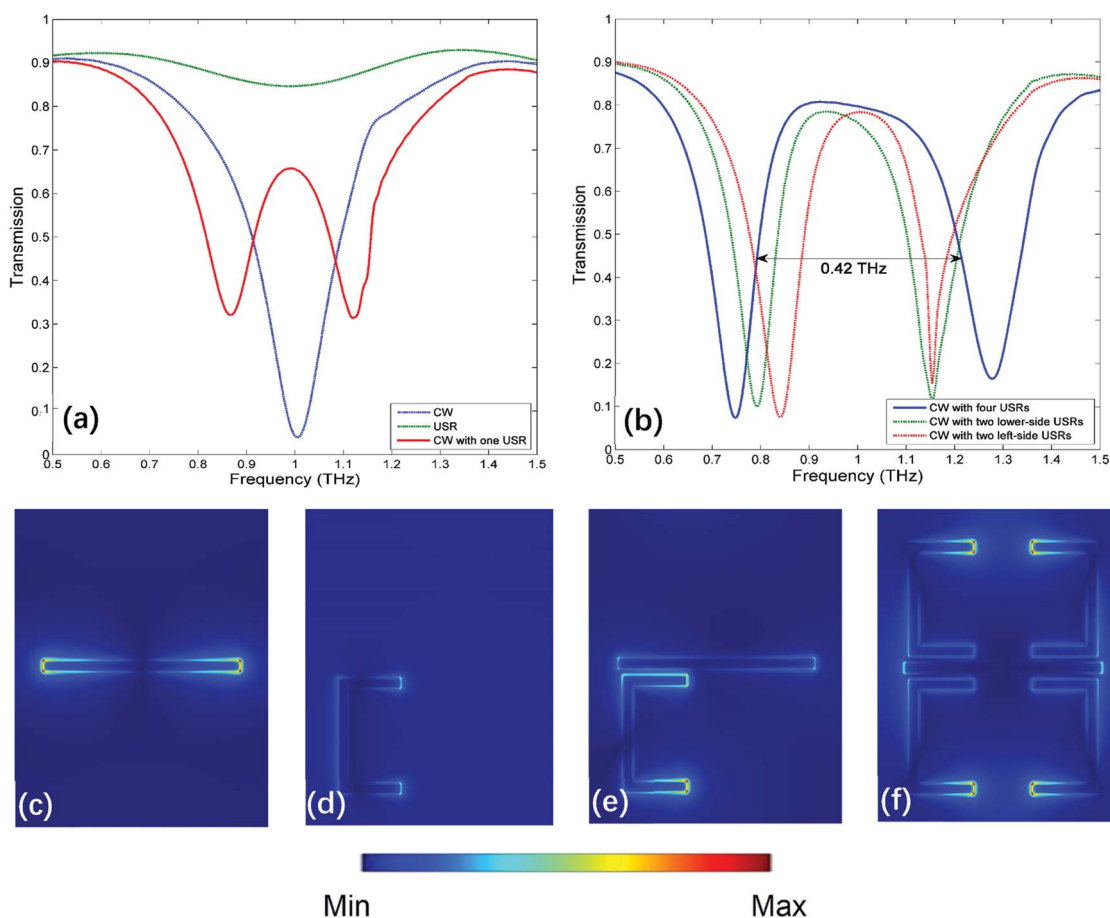 1
0.9
0.8
0.7
0.6
0.5
0.4
0.3
0.2
0.1
0
Transmission
0.5 0.6 0.7 0.8 0.9 1 1.1 1.2 1.3 1.4 1.5
Frequency (THz)
(a)
CW
USR
CW with one USR
1
0.9
0.8
0.7
0.6
0.5
0.4
0.3
0.2
0.1
0
Transmission
0.42 THz
0.5 0.6 0.7 0.8 0.9 1 1.1 1.2 1.3 1.4 1.5
Frequency (THz)
(b)
CW with four USRs
CW with two lower-side USRs
CW with two left-side USRs
(c)
(d)
(e)
(f)
Min Max